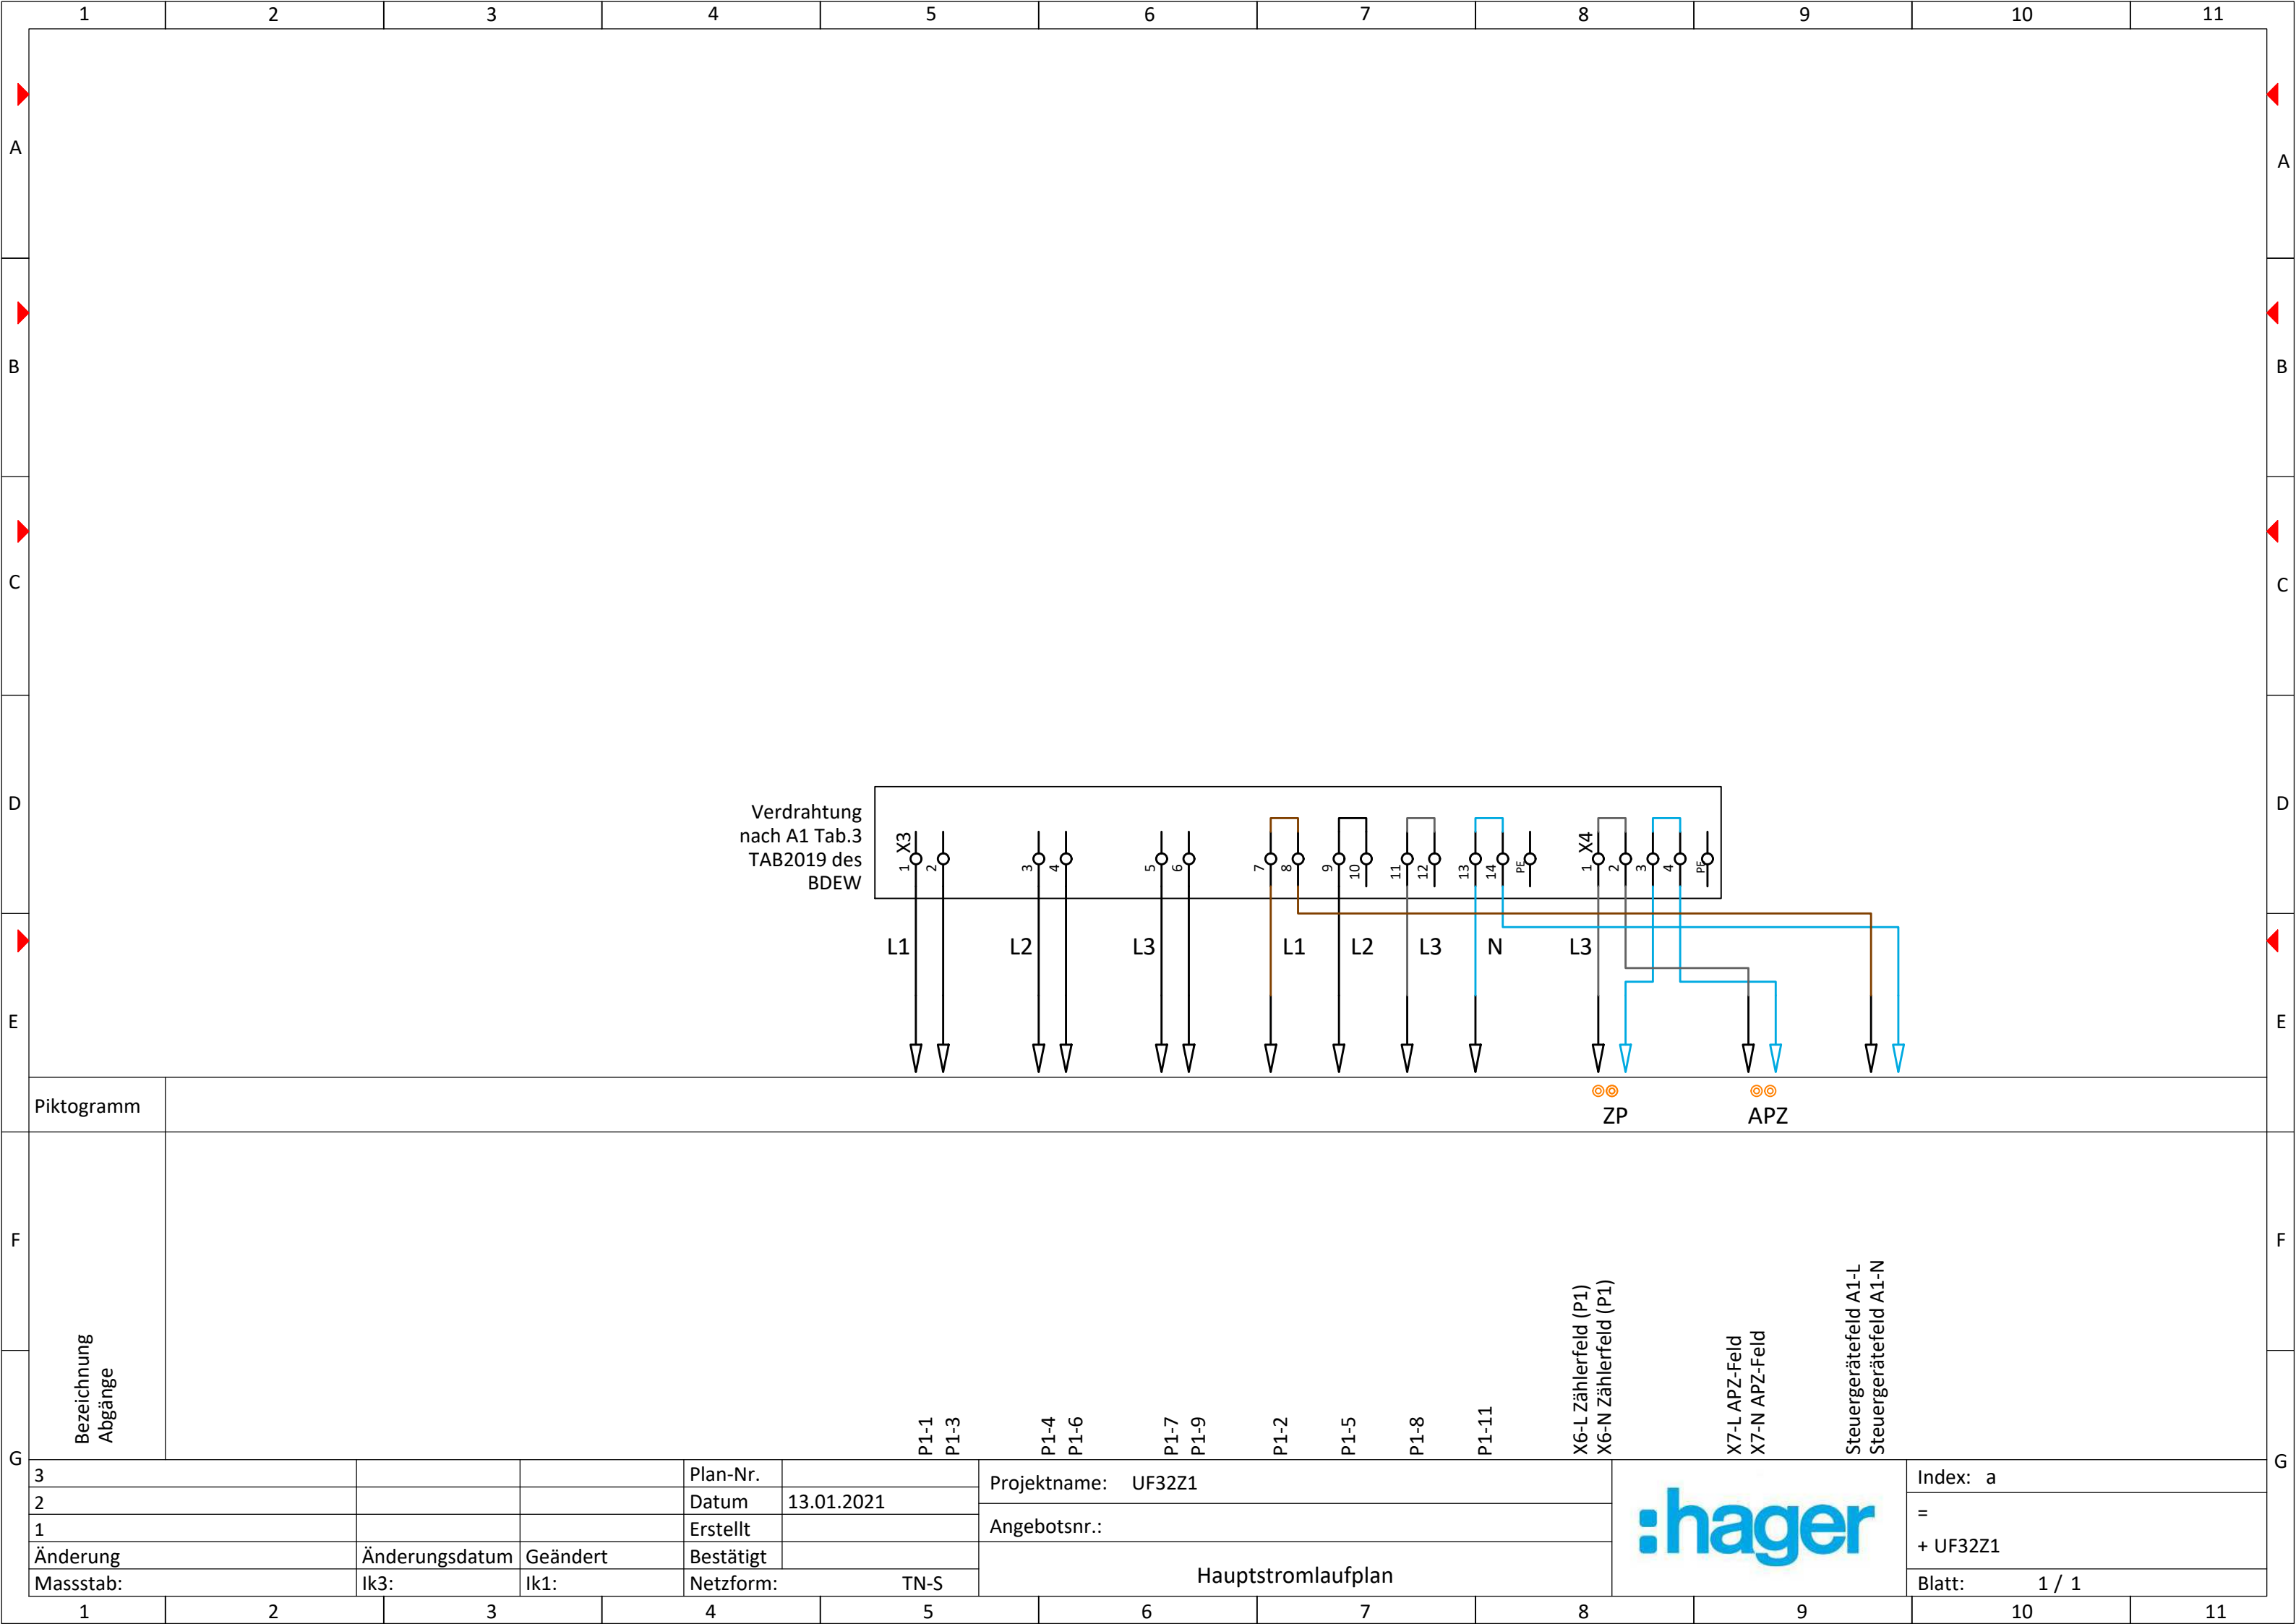 1 2 3 4 5 6 7 8 9 10 11
A A
B B
C C
D D
Verdrahtung
nach A1 Tab.3
TAB2019 des
BDEW
X3 X4
1 2 3 4 5 6 7 8 9 10 11 12 13 14 PE 1 2 3 4 PE
L1 L2 L3 L1 L2 L3 N L3
E E
Piktogramm
ZP APZ
F F
Bezeichnung
Abgänge
P1-1
P1-3
P1-4
P1-6
P1-7
P1-9
P1-2
P1-5
P1-8
P1-11
X6-L Zählerfeld (P1)
X6-N Zählerfeld (P1)
X7-L APZ-Feld
X7-N APZ-Feld
Steuergerätefeld A1-L
Steuergerätefeld A1-N
G G
3 Plan-Nr.
2 Datum 13.01.2021
1 Erstellt
Änderung Änderungsdatum Geändert Bestätigt
Massstab: Ik3: Ik1: Netzform: TN-S
Projektname: UF32Z1
Angebotsnr.:
Hauptstromlaufplan
:hager
Index: a
=
+ UF32Z1
Blatt: 1 / 1
1 2 3 4 5 6 7 8 9 10 11